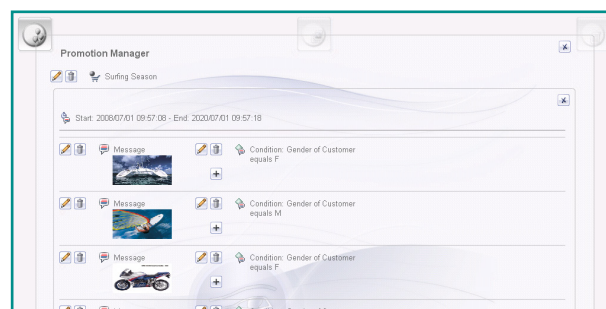 Promotion Manager
Surfing Season
Start: 2008/07/01 09:57:08 - End: 2020/07/01 09:57:18
Message
Condition: Gender of Customer
equals F
Message
Condition: Gender of Customer
equals M
Message
Condition: Gender of Customer
equals F